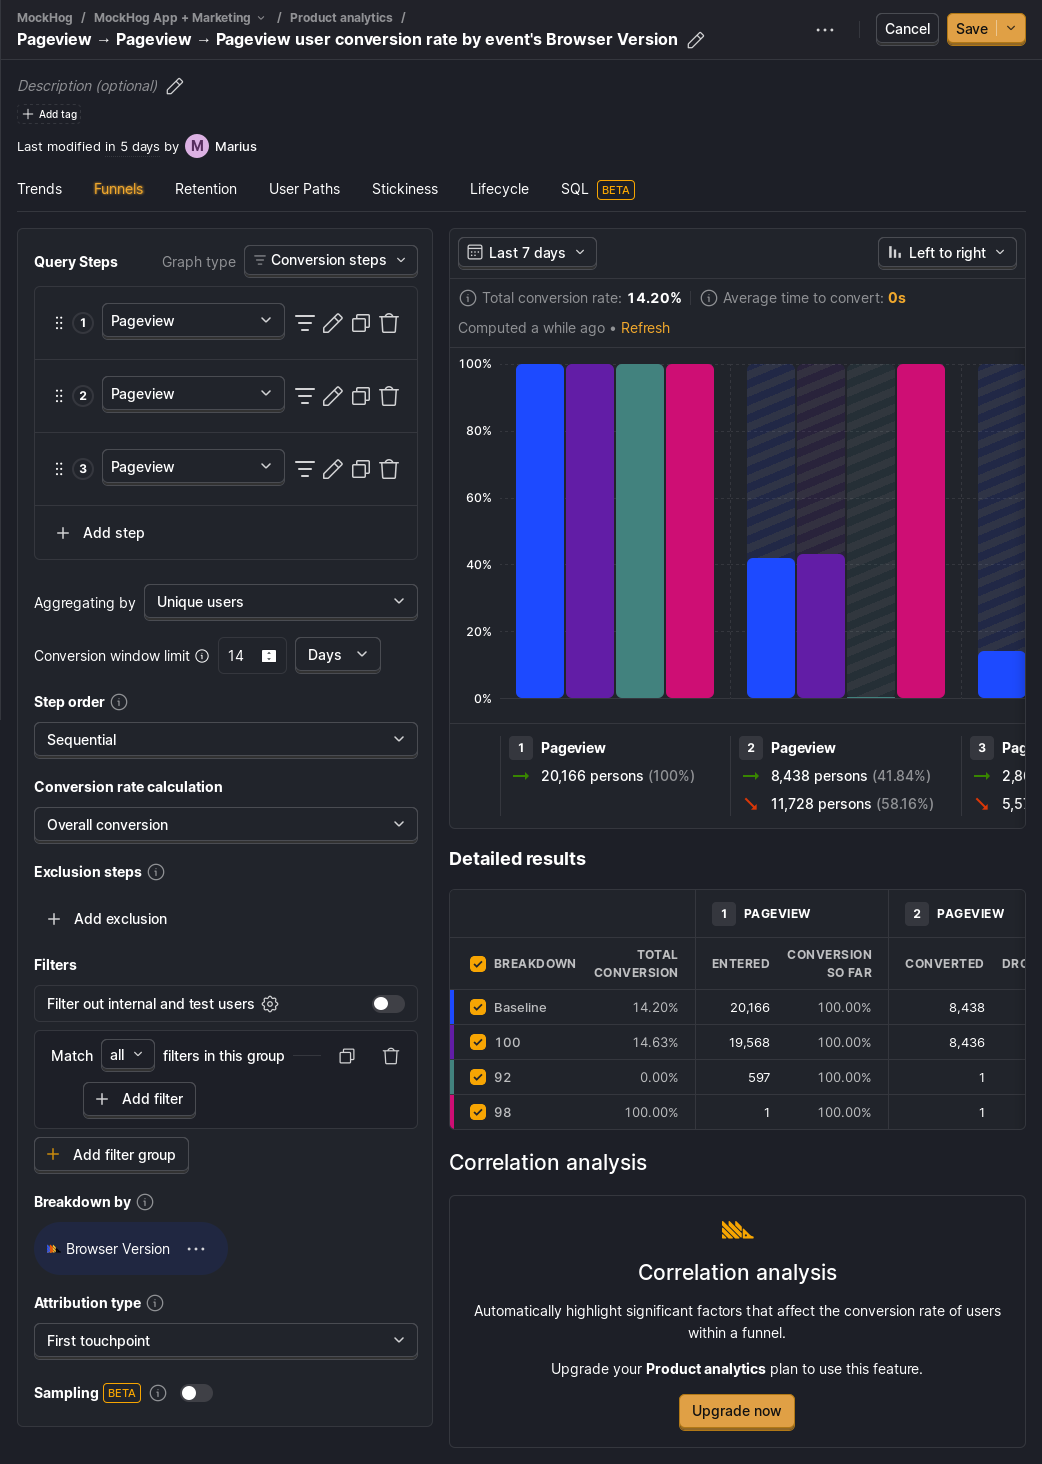 MockHog / MockHog App + Marketing / Product analytics /
Pageview → Pageview → Pageview user conversion rate by event's Browser Version
Cancel
Save
Description (optional)
Add tag
Last modified in 5 days by M Marius
Trends Funnels Retention User Paths Stickiness Lifecycle SQL BETA
Query Steps
Graph type
Conversion steps
1 Pageview
2 Pageview
3 Pageview
Add step
Aggregating by Unique users
Conversion window limit 14 Days
Step order
Sequential
Conversion rate calculation
Overall conversion
Exclusion steps
Add exclusion
Filters
Filter out internal and test users
Match all filters in this group
Add filter
Add filter group
Breakdown by
Browser Version
Attribution type
First touchpoint
Sampling BETA
Last 7 days
Left to right
Total conversion rate: 14.20% Average time to convert: 0s
Computed a while ago • Refresh
100%
80%
60%
40%
20%
0%
1 Pageview
20,166 persons (100%)
2 Pageview
8,438 persons (41.84%)
11,728 persons (58.16%)
3
Detailed results
1 PAGEVIEW 2 PAGEVIEW
BREAKDOWN TOTAL CONVERSION ENTERED CONVERSION SO FAR CONVERTED
Baseline 14.20% 20,166 100.00% 8,438
100 14.63% 19,568 100.00% 8,436
92 0.00% 597 100.00% 1
98 100.00% 1 100.00% 1
Correlation analysis
Correlation analysis
Automatically highlight significant factors that affect the conversion rate of users
within a funnel.
Upgrade your Product analytics plan to use this feature.
Upgrade now